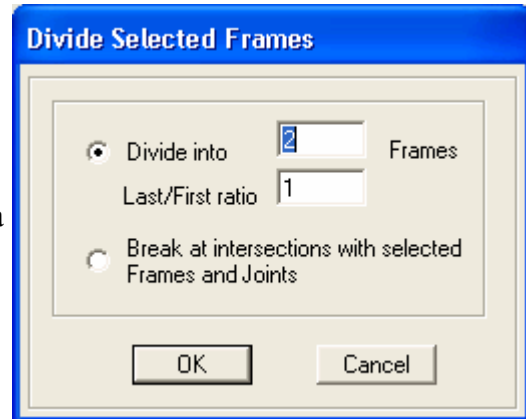 Divide Selected Frames
Divide into 2 Frames
Last/First ratio 1
a
Break at intersections with selected
Frames and Joints
OK Cancel